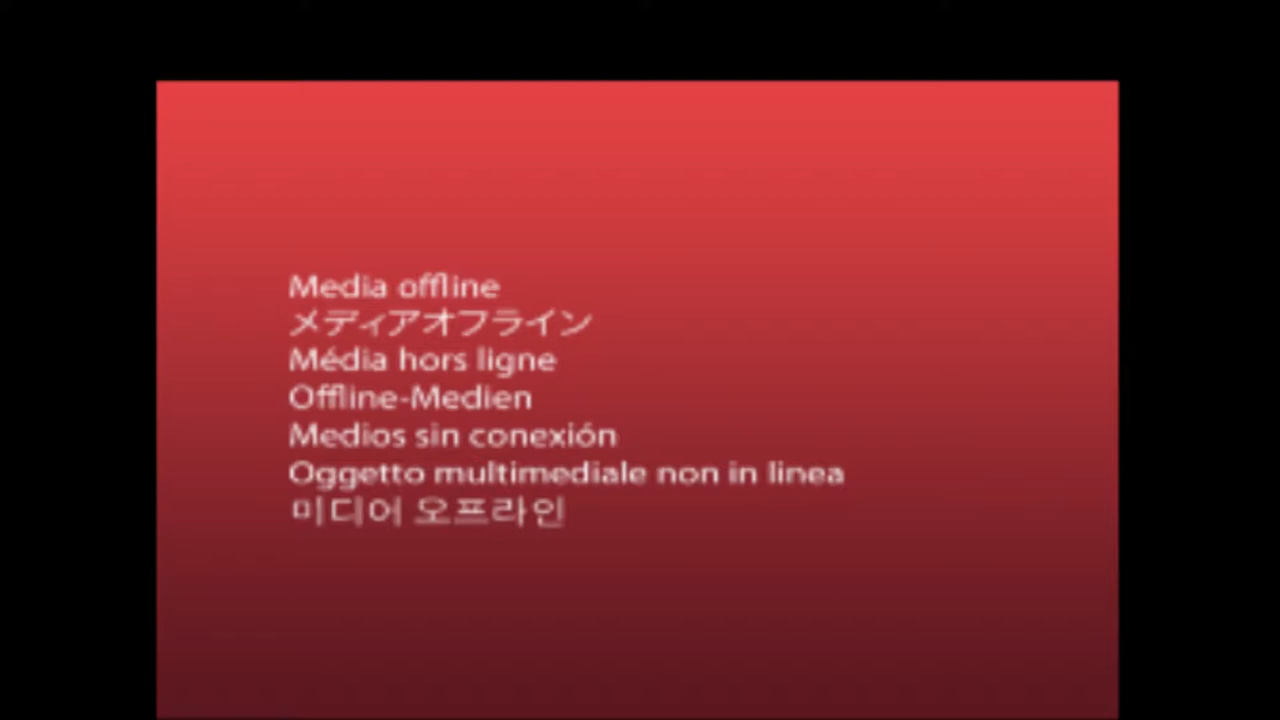 Media offline
メディアオフライン
Média hors ligne
Offline-Medien
Medios sin conexión
Oggetto multimediale non in linea
미디어 오프라인